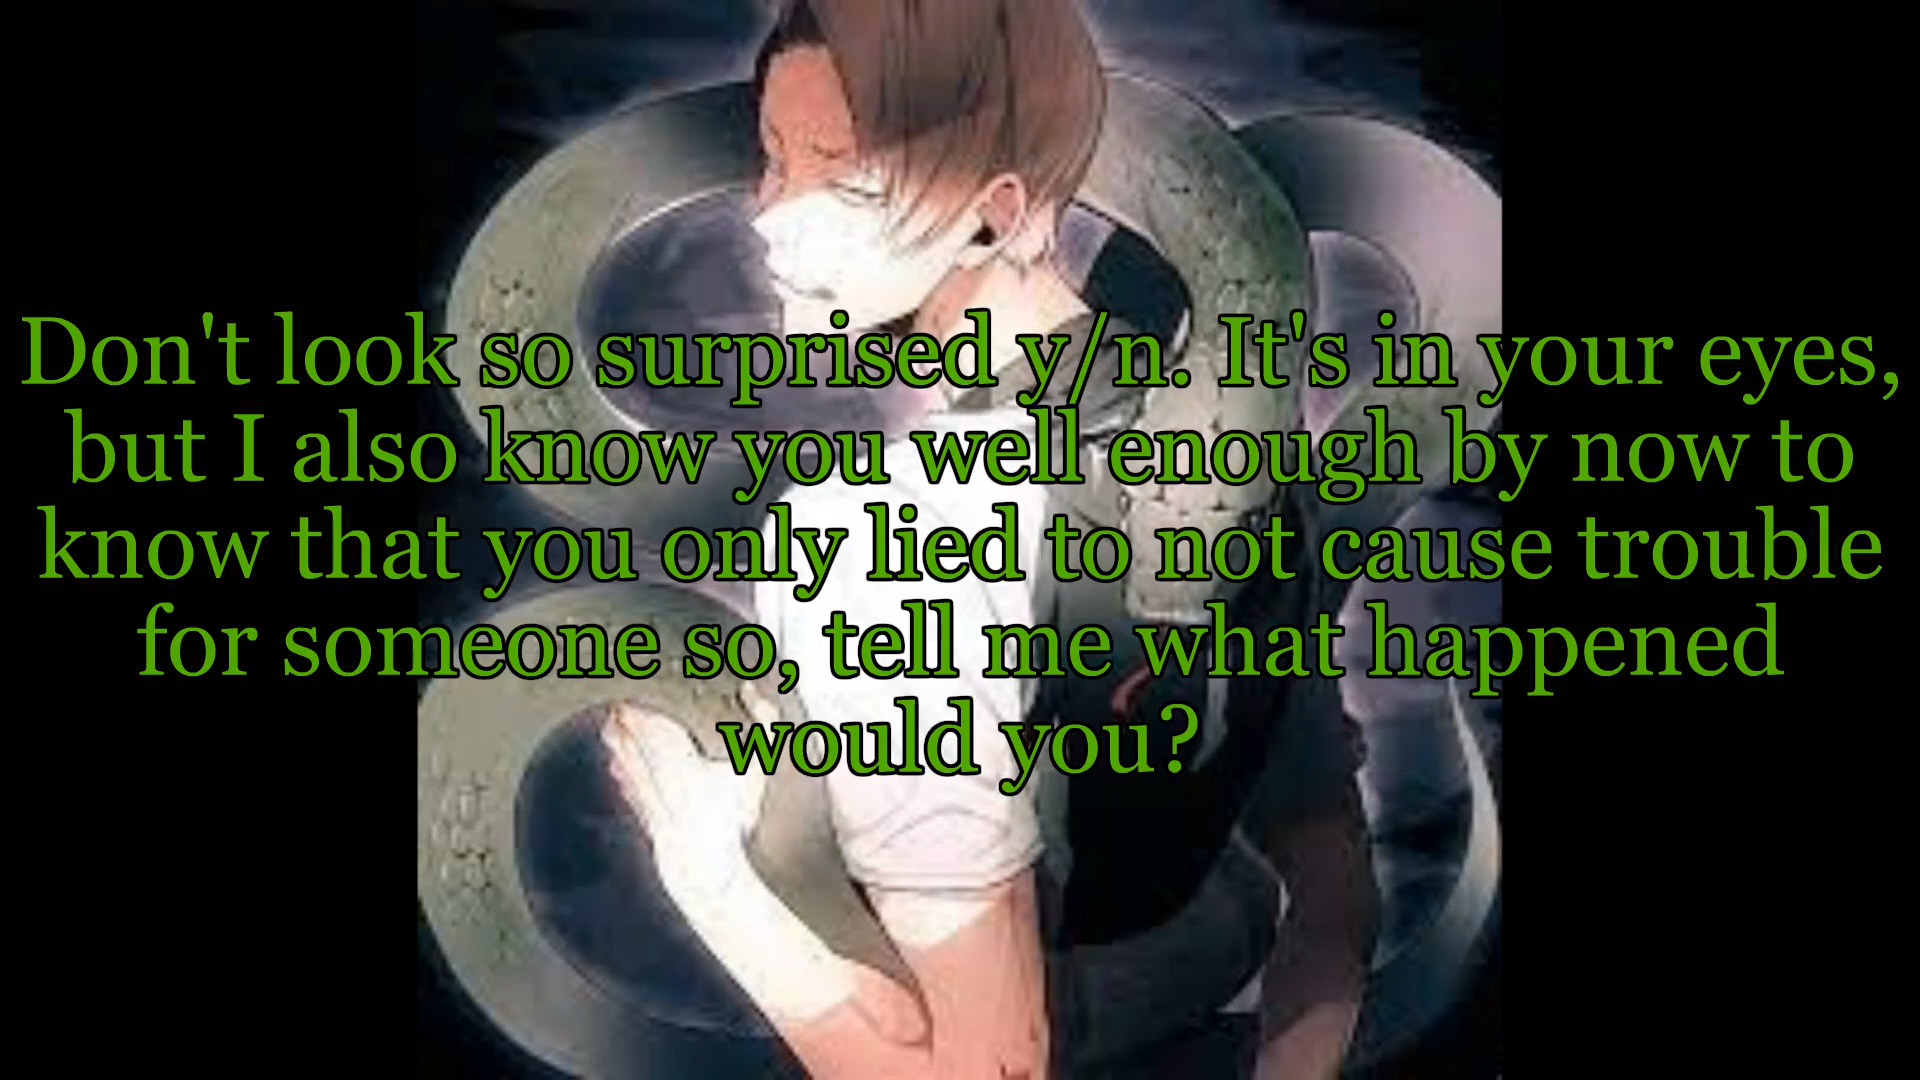 Don't look so surprised y/n. It's in your eyes,
but I also know you well enough by now to
know that you only lied to not cause trouble
for someone so, tell me what happened
would you?